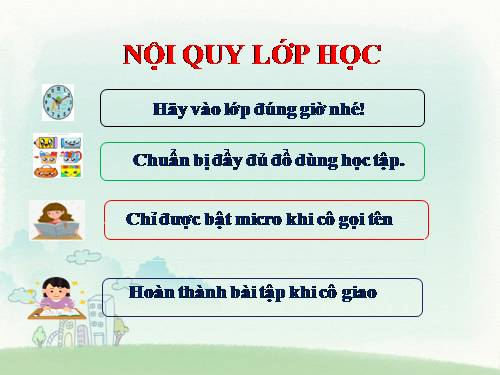 NỘI QUY LỚP HỌC
Hãy vào lớp đúng giờ nhé!
Chuẩn bị đầy đủ đồ dùng học tập.
Chỉ được bật micro khi cô gọi tên
Hoàn thành bài tập khi cô giao